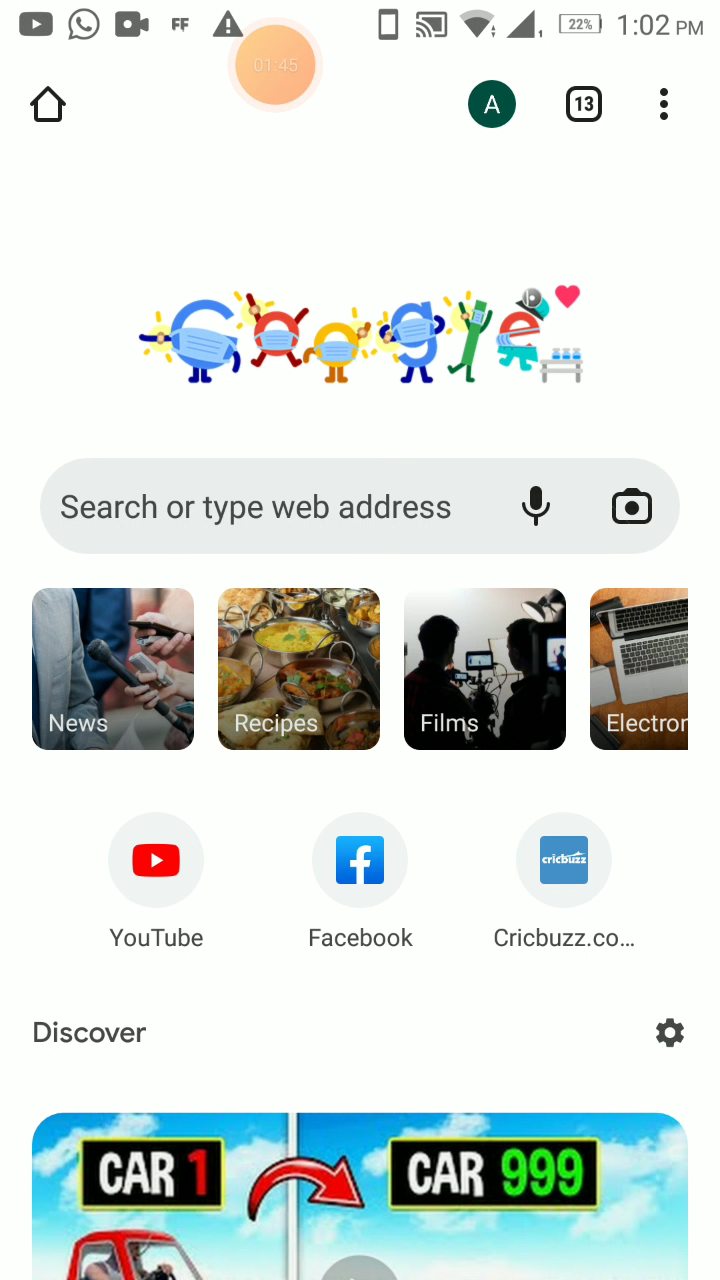 FF
22%
1:02 PM
01:45
A
13
Google
Search or type web address
News
Recipes
Films
Electror
cricbuzz
YouTube
Facebook
Cricbuzz.co...
Discover
CAR 1
CAR 999